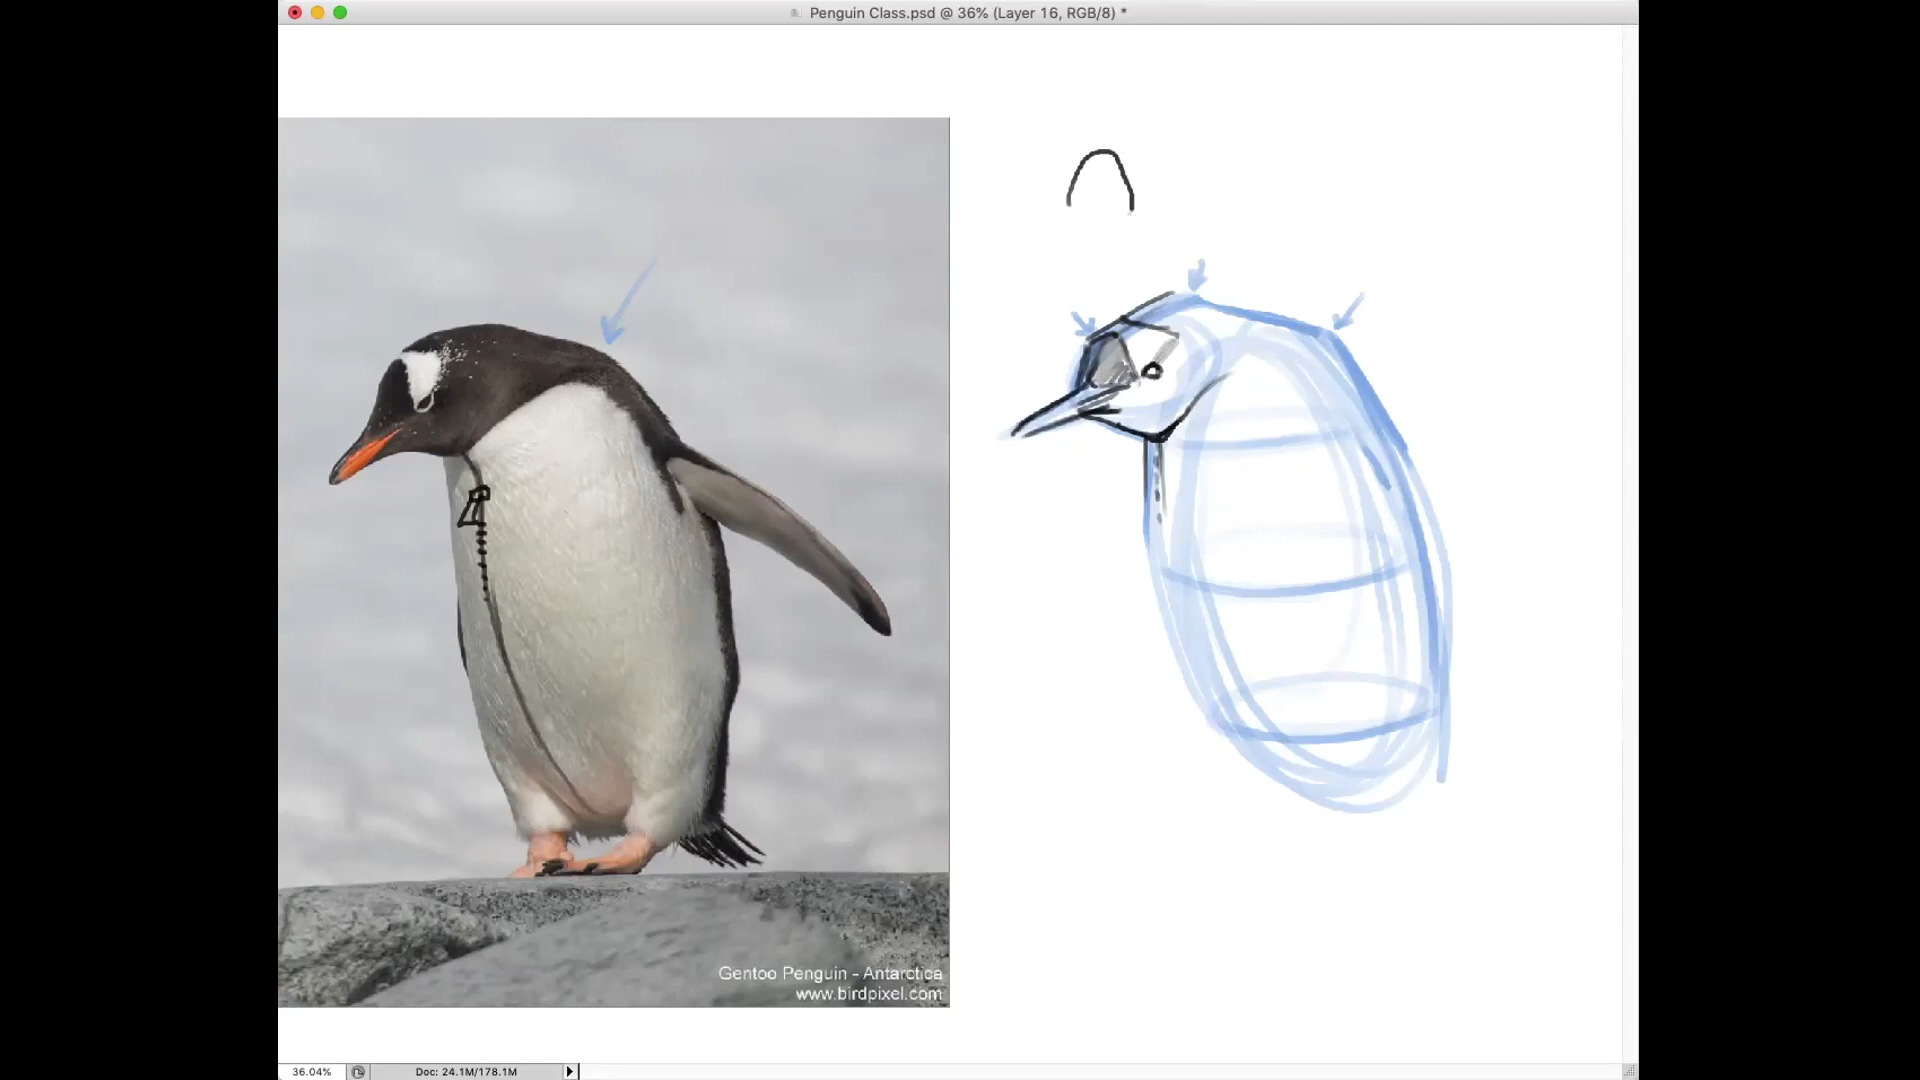 Penguin Class.psd @ 36% (Layer 16, RGB/8) *
Gentoo Penguin - Antarctica
www.birdpixel.com
36.04%
Doc: 24.1M/178.1M